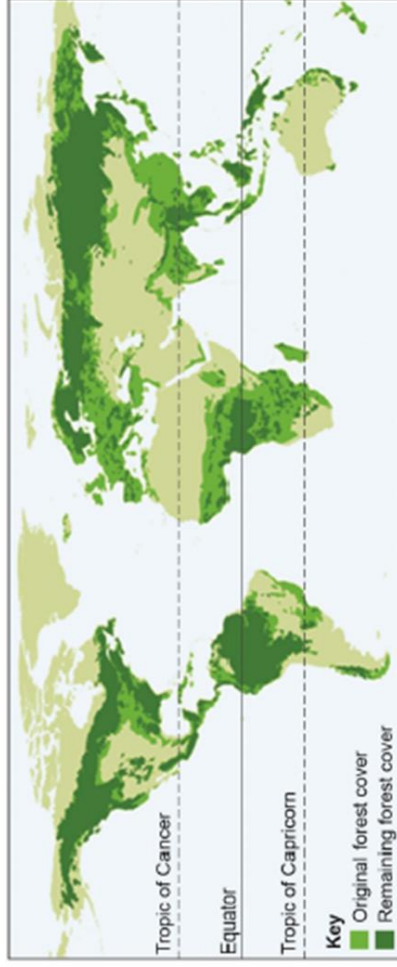 Tropic of Cancer
Equator
Tropic of Capricorn
Key
Original forest cover
Remaining forest cover